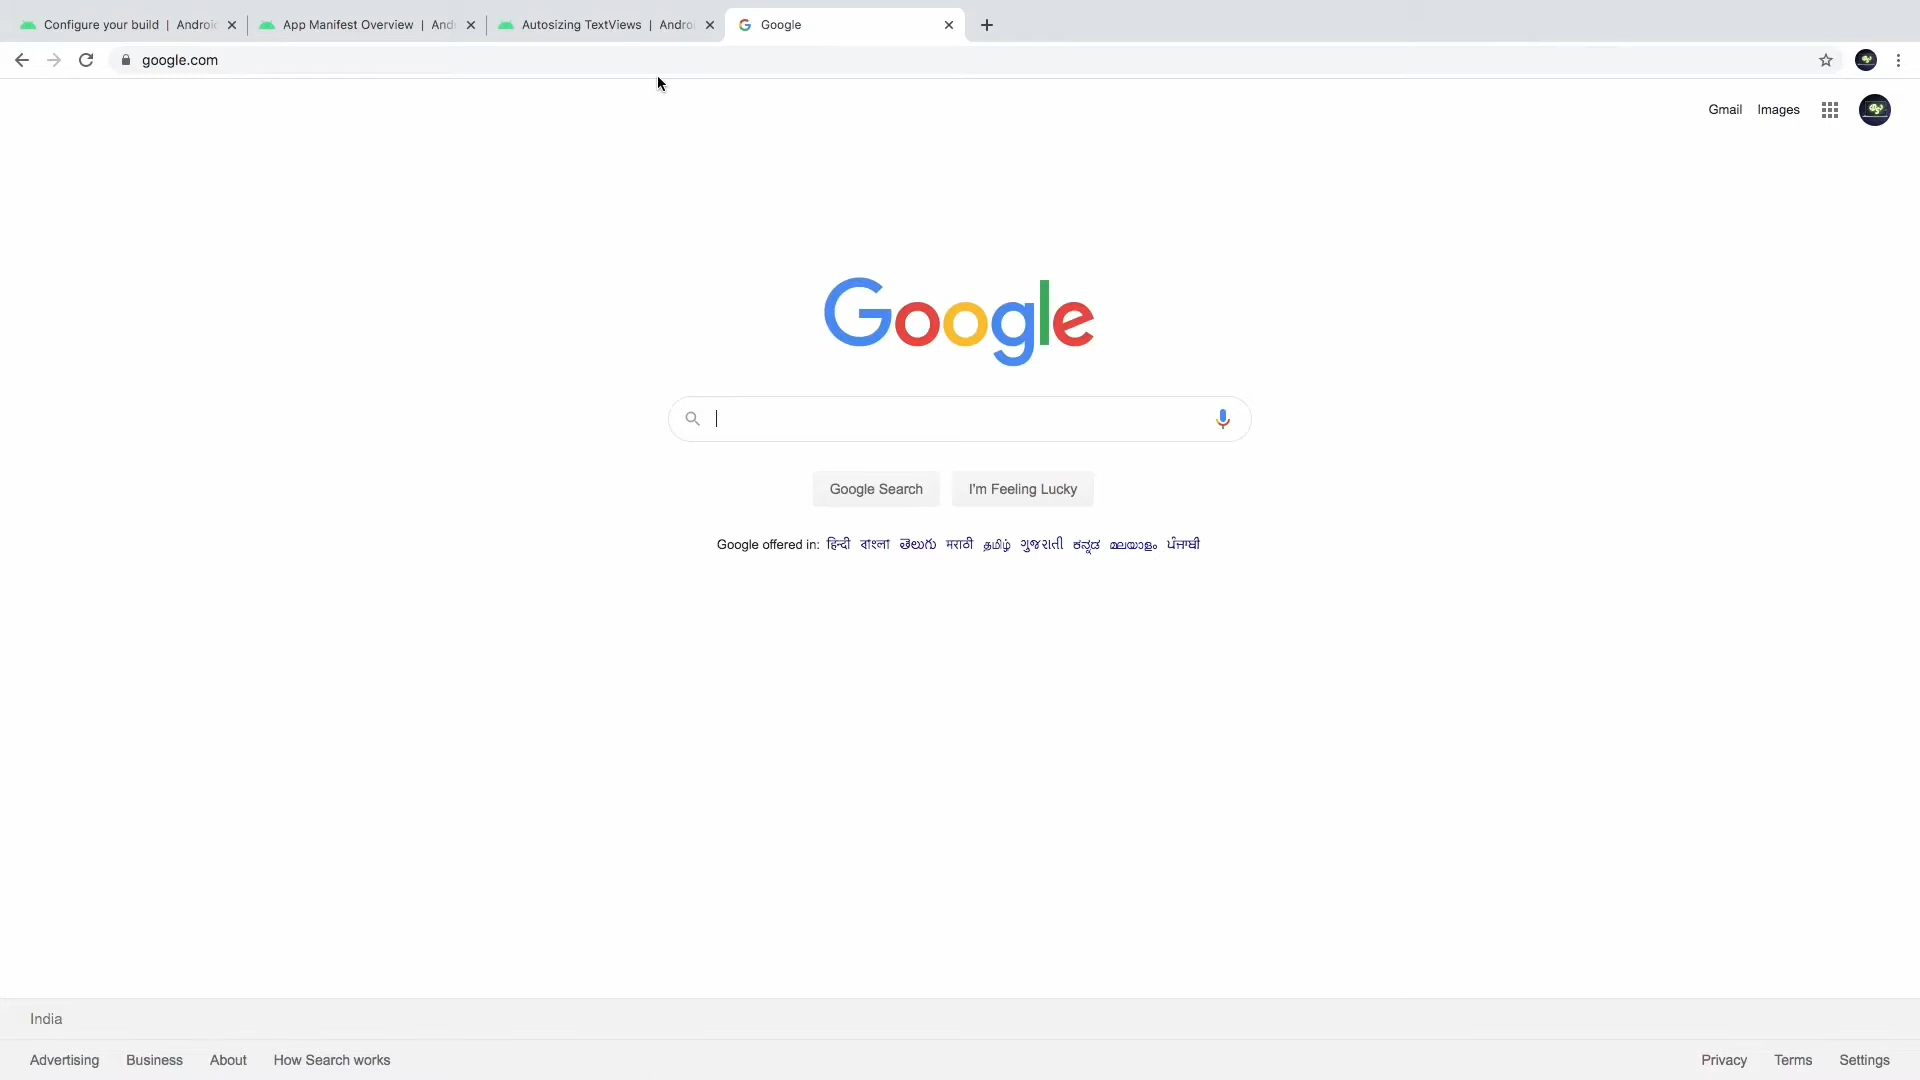 Configure your build | Androi
App Manifest Overview | And
Autosizing TextViews | Andro
Google
google.com
Gmail Images
Google
Google Search I'm Feeling Lucky
Google offered in: हिन्दी বাংলা తెలుగు मराठी தமிழ் ગુજરાતી ಕನ್ನಡ മലയാളം ਪੰਜਾਬੀ
India
Advertising Business About How Search works Privacy Terms Settings